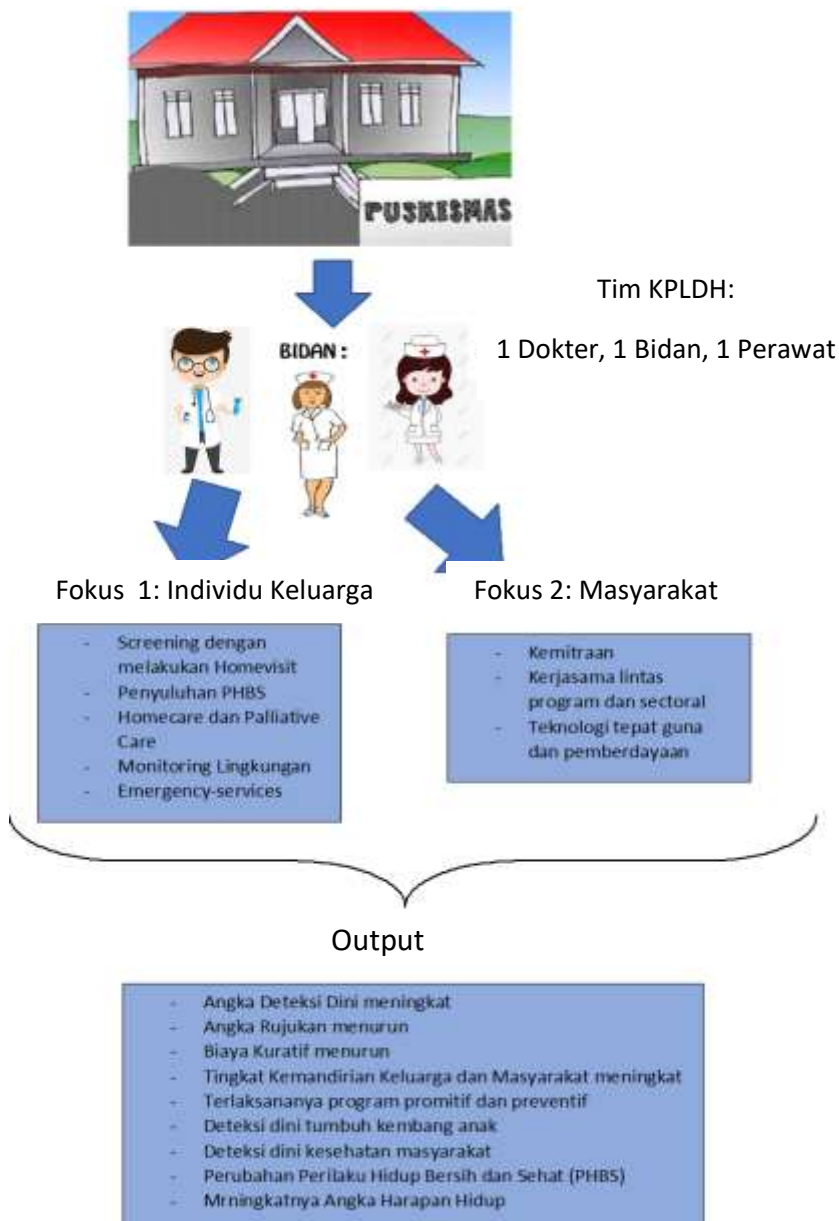 PUSKESMAS
Tim KPLDH:
1 Dokter, 1 Bidan, 1 Perawat
BIDAN :
Fokus 1: Individu Keluarga
- Screening dengan
melakukan Homevisit
- Penyuluhan PHBS
- Homecare dan Palliative
Care
- Monitoring Lingkungan
- Emergency-services
Fokus 2: Masyarakat
- Kemitraan
- Kerjasama lintas
program dan sectoral
- Teknologi tepat guna
dan pemberdayaan
Output
- Angka Deteksi Dini meningkat
- Angka Rujukan menurun
- Biaya Kuratif menurun
- Tingkat Kemandirian Keluarga dan Masyarakat meningkat
- Terlaksananya program promitif dan preventif
- Deteksi dini tumbuh kembang anak
- Deteksi dini kesehatan masyarakat
- Perubahan Perilaku Hidup Bersih dan Sehat (PHBS)
- Mrningkatnya Angka Harapan Hidup